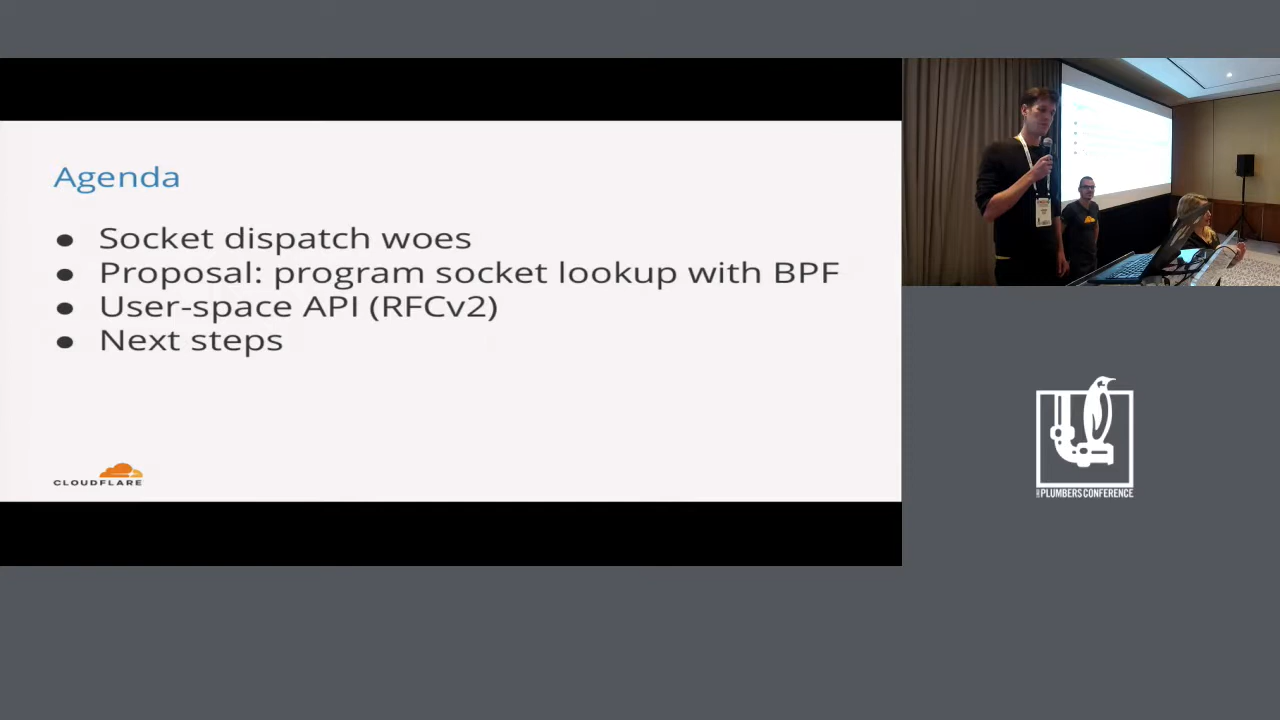 Agenda
● Socket dispatch woes
● Proposal: program socket lookup with BPF
● User-space API (RFCv2)
● Next steps
CLOUDFLARE
PLUMBERS CONFERENCE